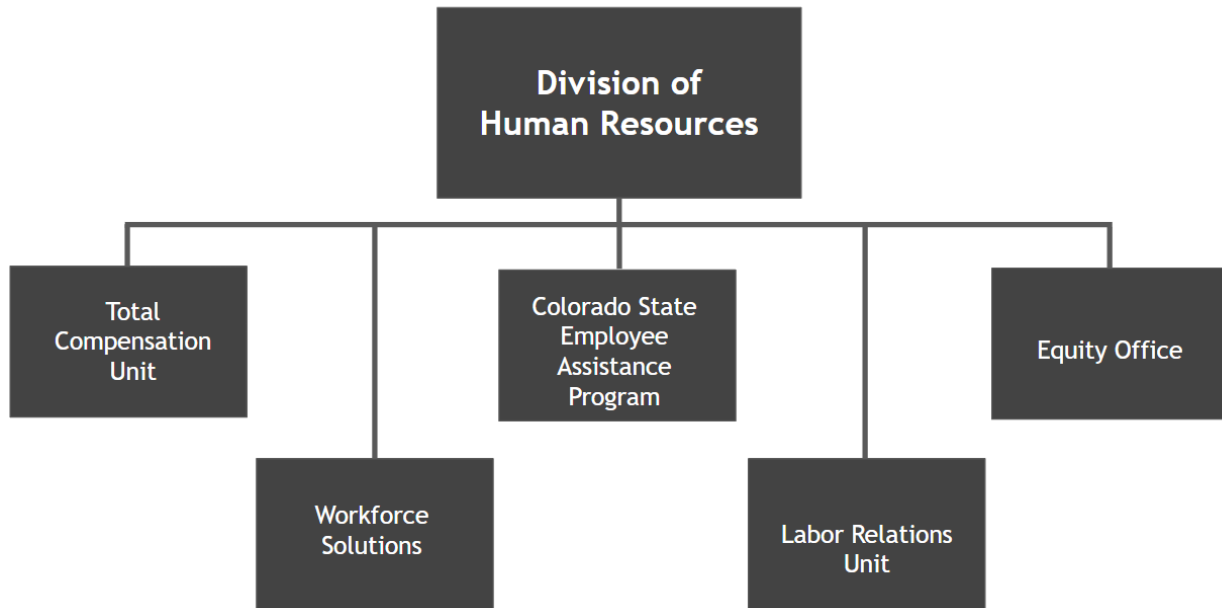 Division of
Human Resources
Total
Compensation
Unit
Workforce
Solutions
Colorado State
Employee
Assistance
Program
Labor Relations
Unit
Equity Office